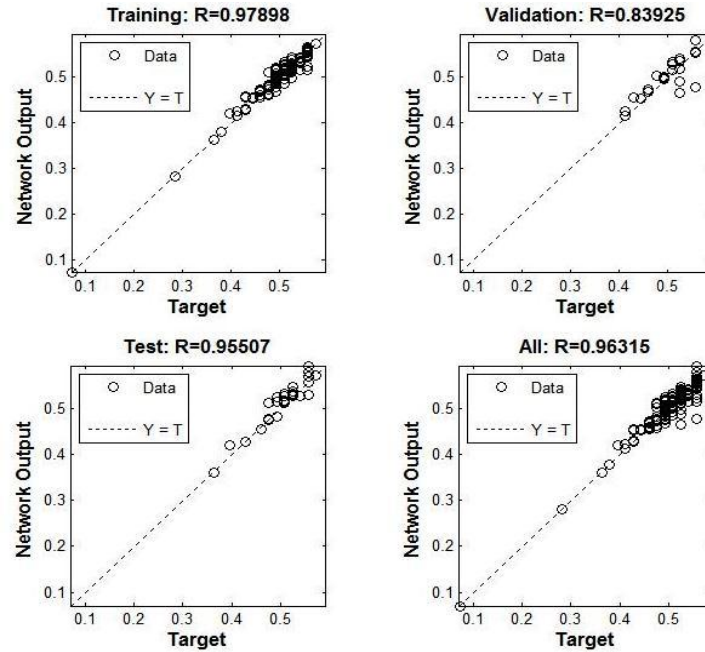 Training: R=0.97898
Data
Y = T
Network Output
0.5
0.4
0.3
0.2
0.1
0.1 0.2 0.3 0.4 0.5
Target
Validation: R=0.83925
Data
Y = T
Network Output
0.5
0.4
0.3
0.2
0.1
0.1 0.2 0.3 0.4 0.5
Target
Test: R=0.95507
Data
Y = T
Network Output
0.5
0.4
0.3
0.2
0.1
0.1 0.2 0.3 0.4 0.5
Target
All: R=0.96315
Data
Y = T
Network Output
0.5
0.4
0.3
0.2
0.1
0.1 0.2 0.3 0.4 0.5
Target